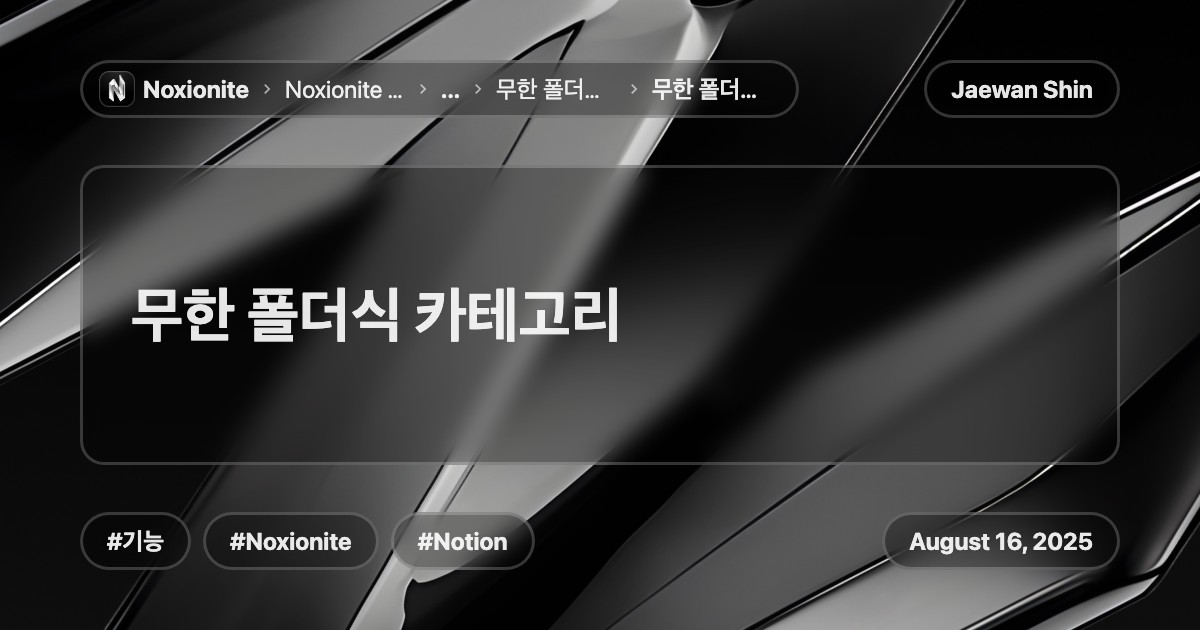 Noxionite › Noxionite ... › ... › 무한 폴더... › 무한 폴더...
Jaewan Shin
무한 폴더식 카테고리
#기능 #Noxionite #Notion
August 16, 2025